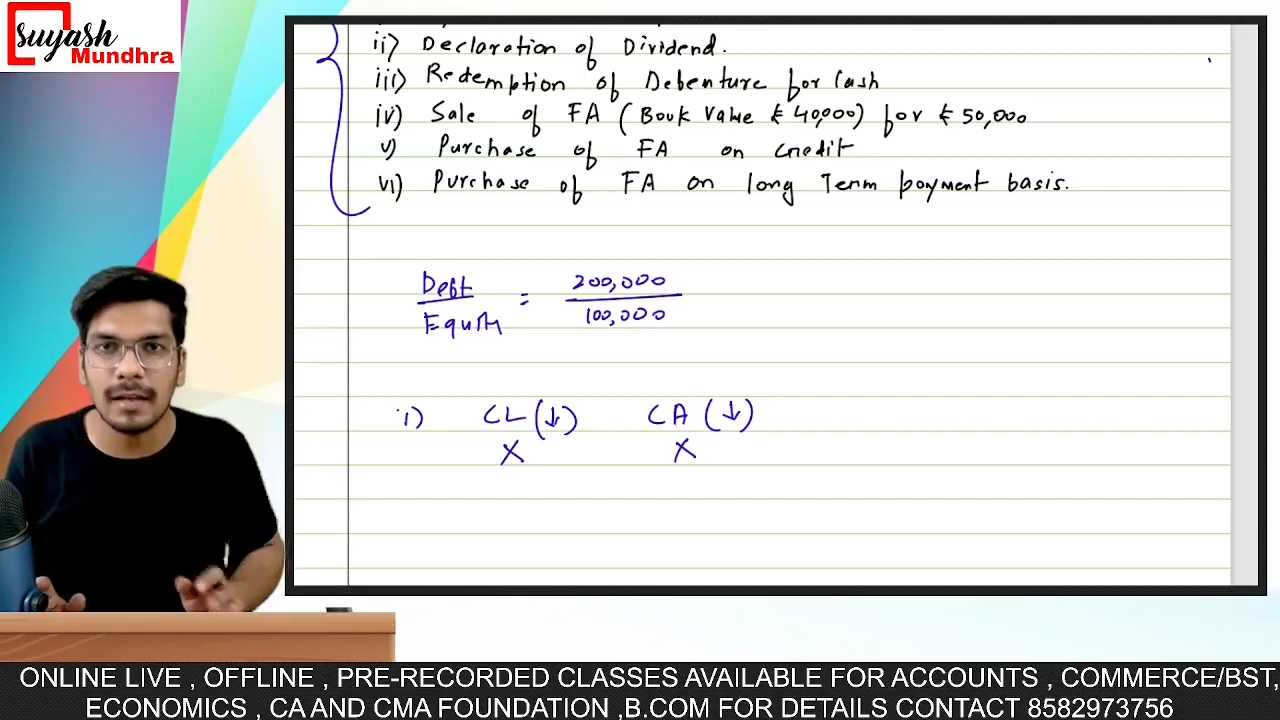 Suyash
Mundhra
ii) Declaration of Dividend.
iii) Redemption of Debenture for Cash
iv) Sale of FA (Book Value ₹ 40,000) for ₹ 50,000
v) Purchase of FA on credit
vi) Purchase of FA on long Term payment basis.
Debt
Equity
=
200,000
100,000
i) CL (↓) CA (↓)
X X
ONLINE LIVE , OFFLINE , PRE-RECORDED CLASSES AVAILABLE FOR ACCOUNTS , COMMERCE/BST,
ECONOMICS , CA AND CMA FOUNDATION ,B.COM FOR DETAILS CONTACT 8582973756